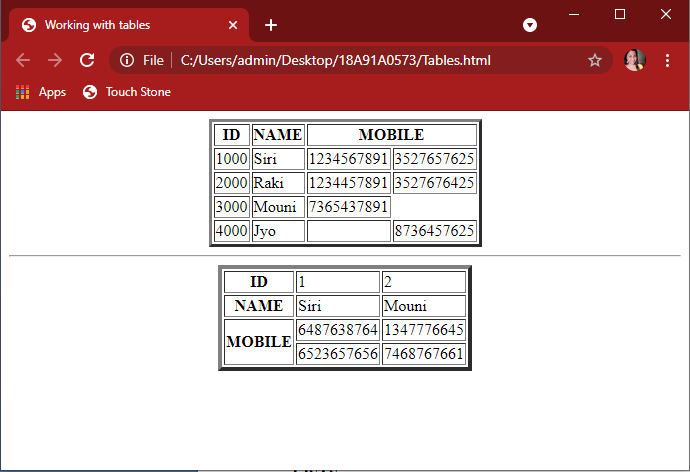 Working with tables
File C:/Users/admin/Desktop/18A91A0573/Tables.html
Apps Touch Stone
ID NAME MOBILE
1000 Siri 1234567891 3527657625
2000 Raki 1234457891 3527676425
3000 Mouni 7365437891
4000 Jyo 8736457625
ID 1 2
NAME Siri Mouni
MOBILE 6487638764 1347776645
6523657656 7468767661